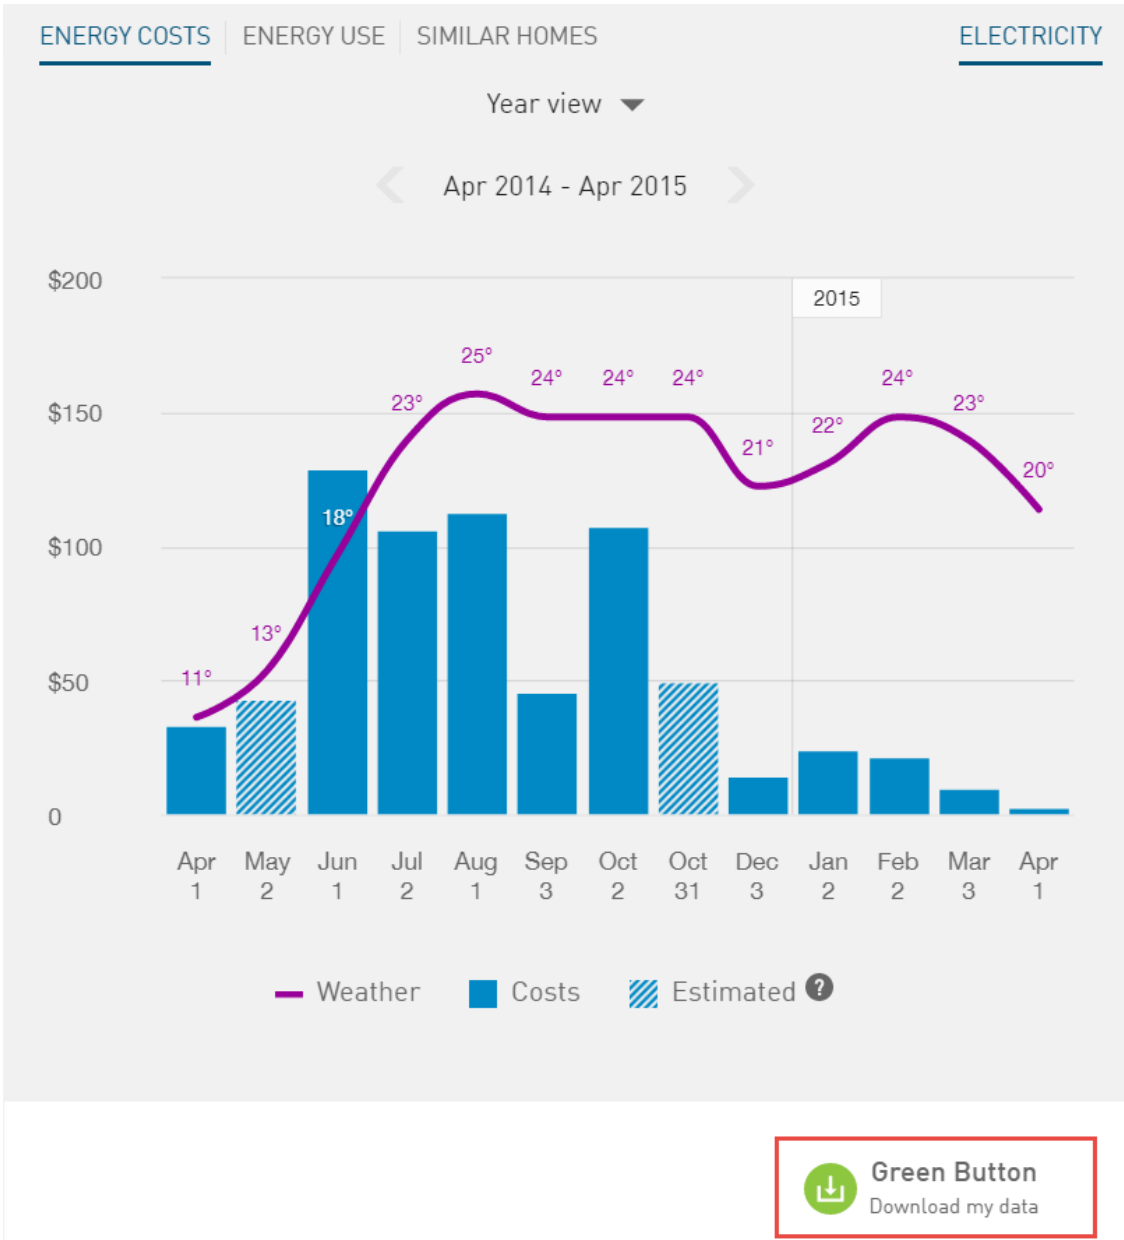 ENERGY COSTS ENERGY USE SIMILAR HOMES ELECTRICITY
Year view
Apr 2014 - Apr 2015
$200
2015
25°
24° 24° 24° 24°
23° 23°
$150
22°
21°
20°
18°
$100
13°
11°
$50
0
Apr May Jun Jul Aug Sep Oct Oct Dec Jan Feb Mar Apr
1 2 1 2 1 3 2 31 3 2 2 3 1
Weather Costs Estimated ?
Green Button
Download my data